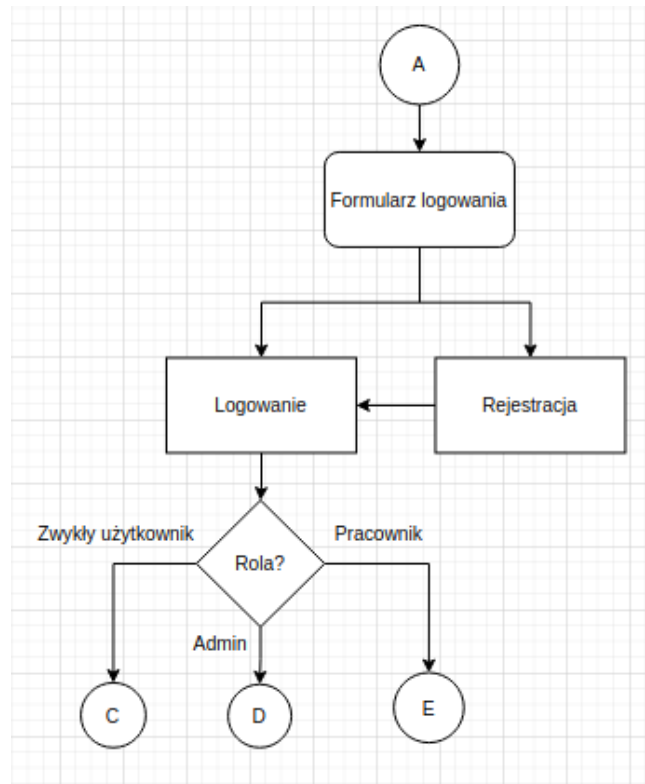 A
Formularz logowania
Logowanie
Rejestracja
Zwykły użytkownik
Pracownik
Rola?
Admin
C
D
E